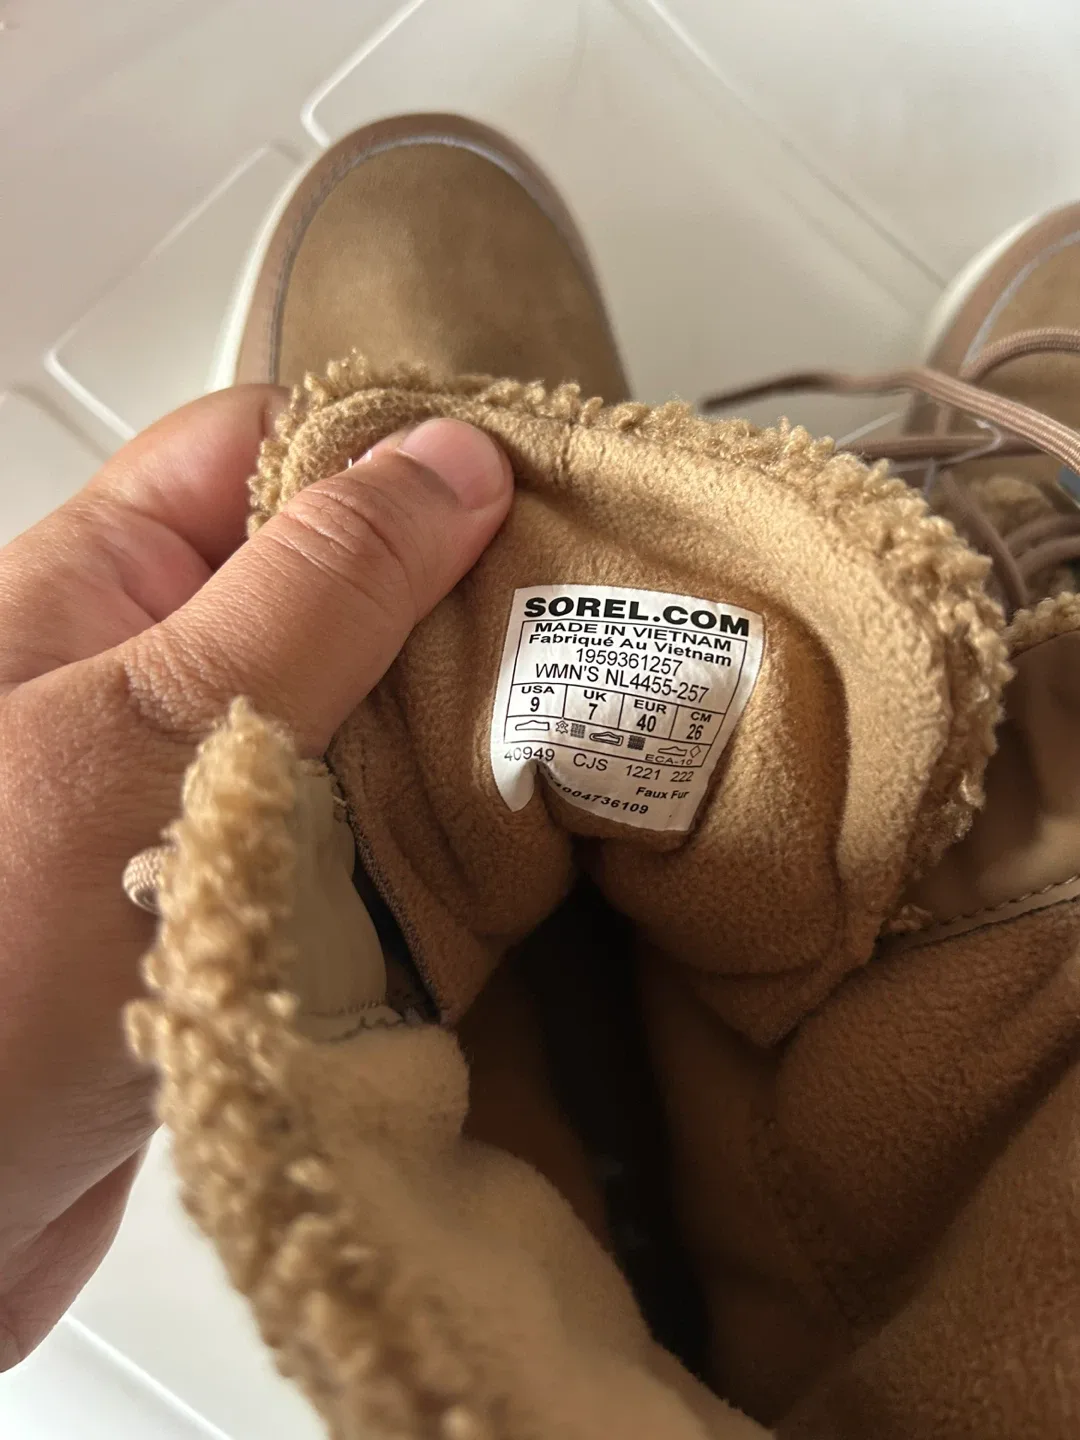 SOREL.COM
MADE IN VIETNAM
Fabriqué Au Vietnam
1959361257
WMN'S NL4455-257
USA UK EUR CM
9 7 40 26
ECA-10
40949 CJS 1221 222
Faux Fur
004736109